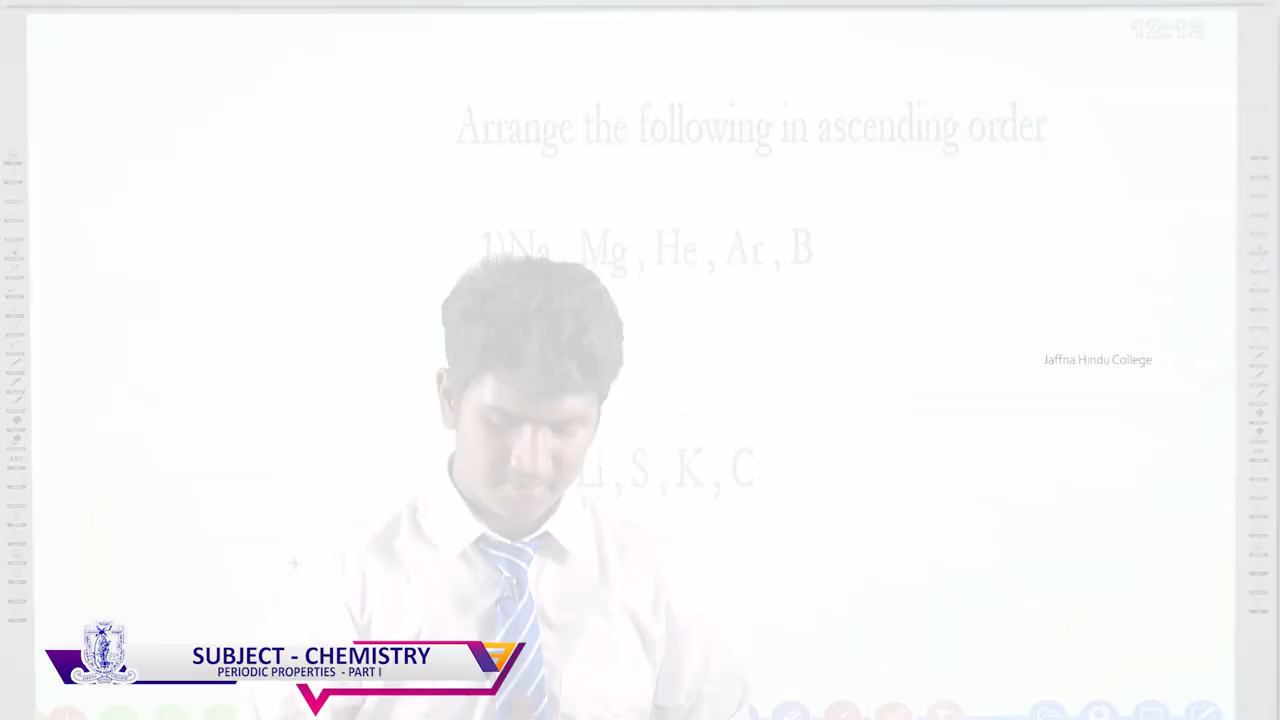 12:12
Arrange the following in ascending order
1) Na , Mg , He , Ar , B
Jaffna Hindu College
Li , S , K , C
SUBJECT - CHEMISTRY
PERIODIC PROPERTIES - PART I